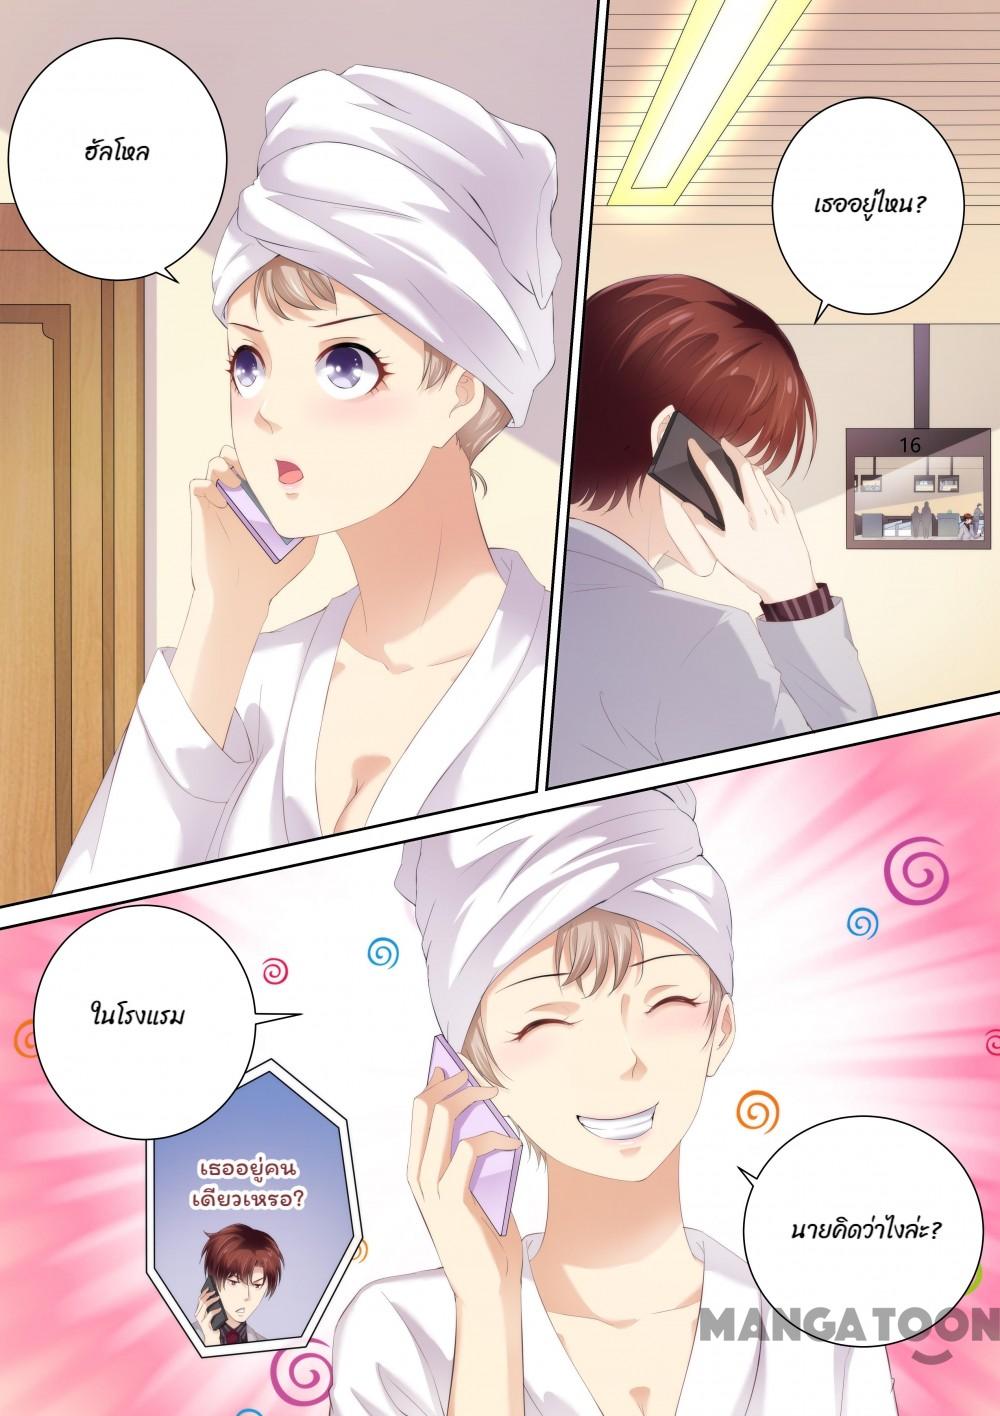 ฮัลโหล
เธออยู่ไหน?
16
ในโรงแรม
เธออยู่คน
เดียวเหรอ?
นายคิดว่าไงล่ะ?
MANGATOON